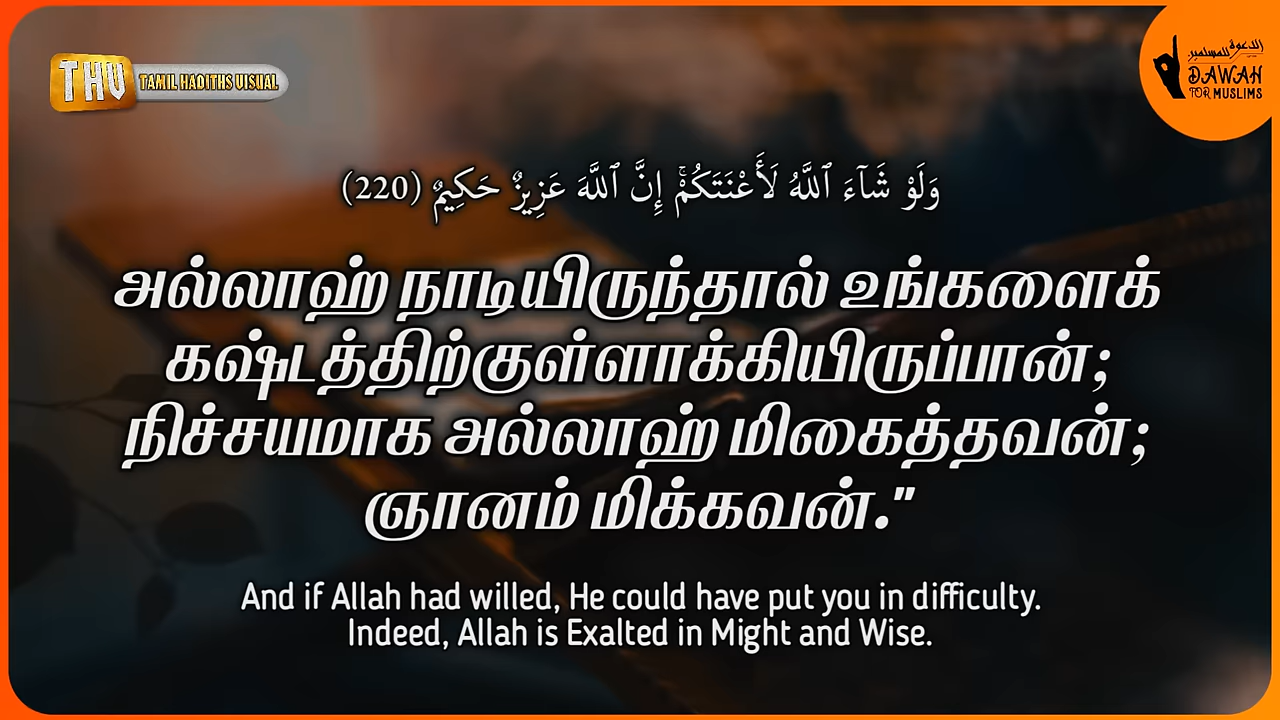 THV TAMIL HADITHS VISUAL
الدعوة للمسلمين
DAWAH
FOR MUSLIMS
وَلَوْ شَآءَ ٱللَّهُ لَأَعْنَتَكُمْۚ إِنَّ ٱللَّهَ عَزِيزٌ حَكِيمٌ (220)
அல்லாஹ் நாடியிருந்தால் உங்களைக்
கஷ்டத்திற்குள்ளாக்கியிருப்பான்;
நிச்சயமாக அல்லாஹ் மிகைத்தவன்;
ஞானம் மிக்கவன்."
And if Allah had willed, He could have put you in difficulty.
Indeed, Allah is Exalted in Might and Wise.